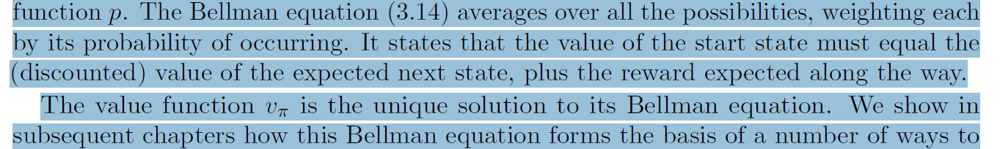 function p. The Bellman equation (3.14) averages over all the possibilities, weighting each
by its probability of occurring. It states that the value of the start state must equal the
(discounted) value of the expected next state, plus the reward expected along the way.
The value function vπ is the unique solution to its Bellman equation. We show in
subsequent chapters how this Bellman equation forms the basis of a number of ways to